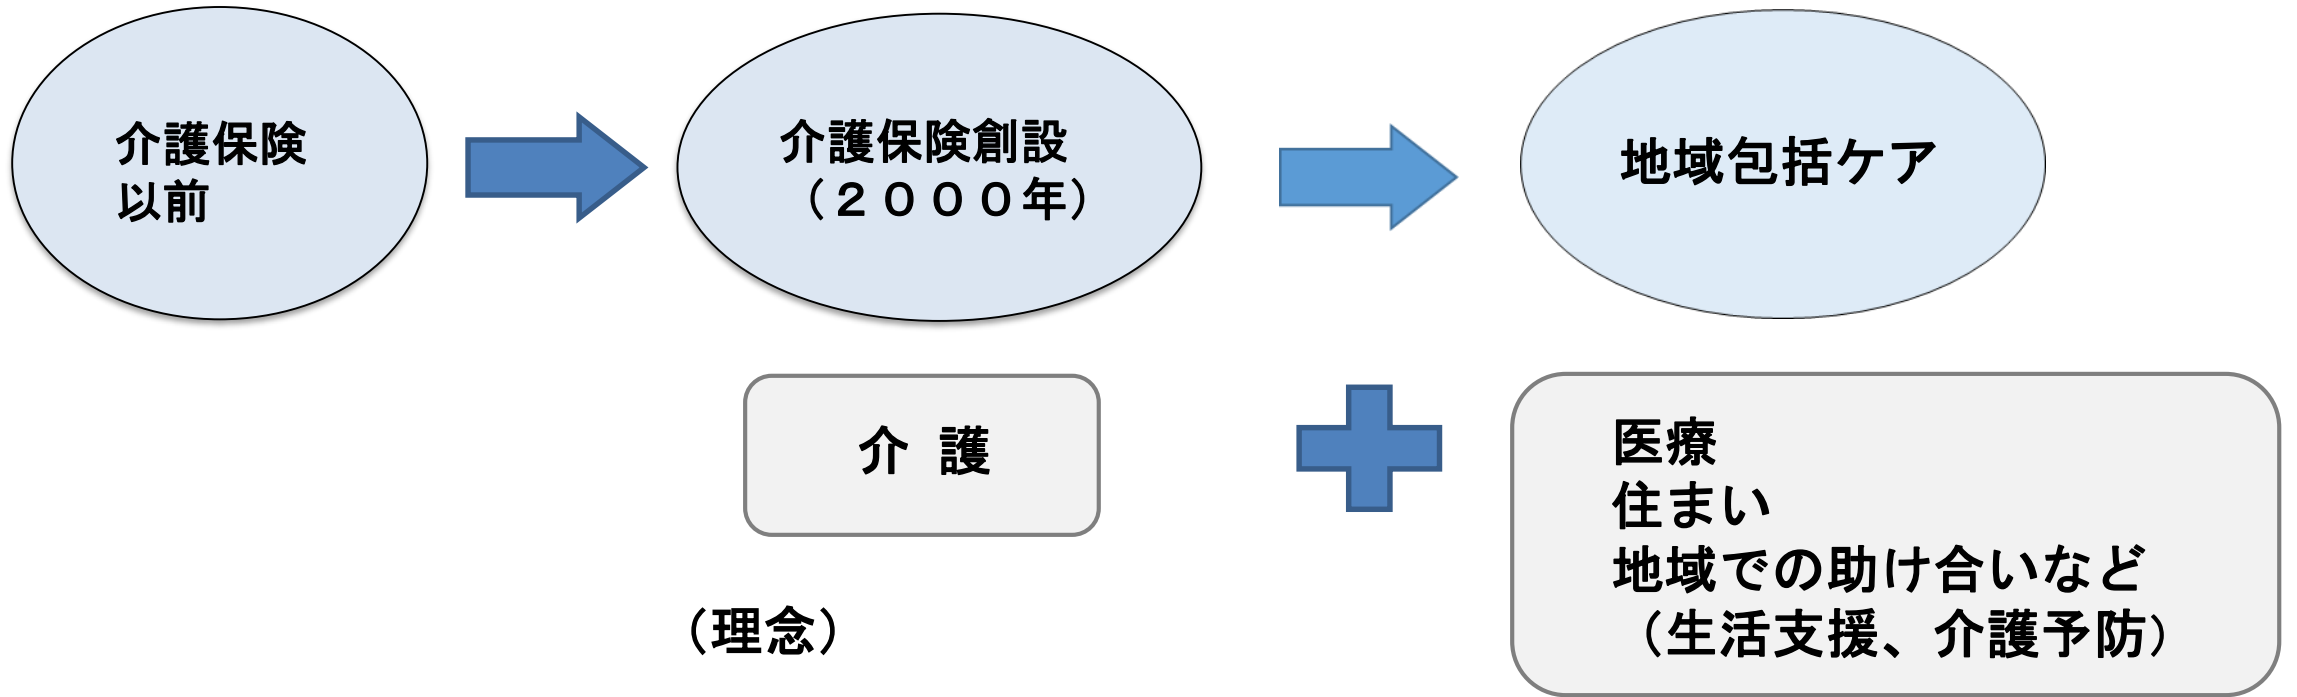 介護保険
以前
介護保険創設
（２０００年）
地域包括ケア
介 護
医療
住まい
地域での助け合いなど
（生活支援、介護予防）
（理念）